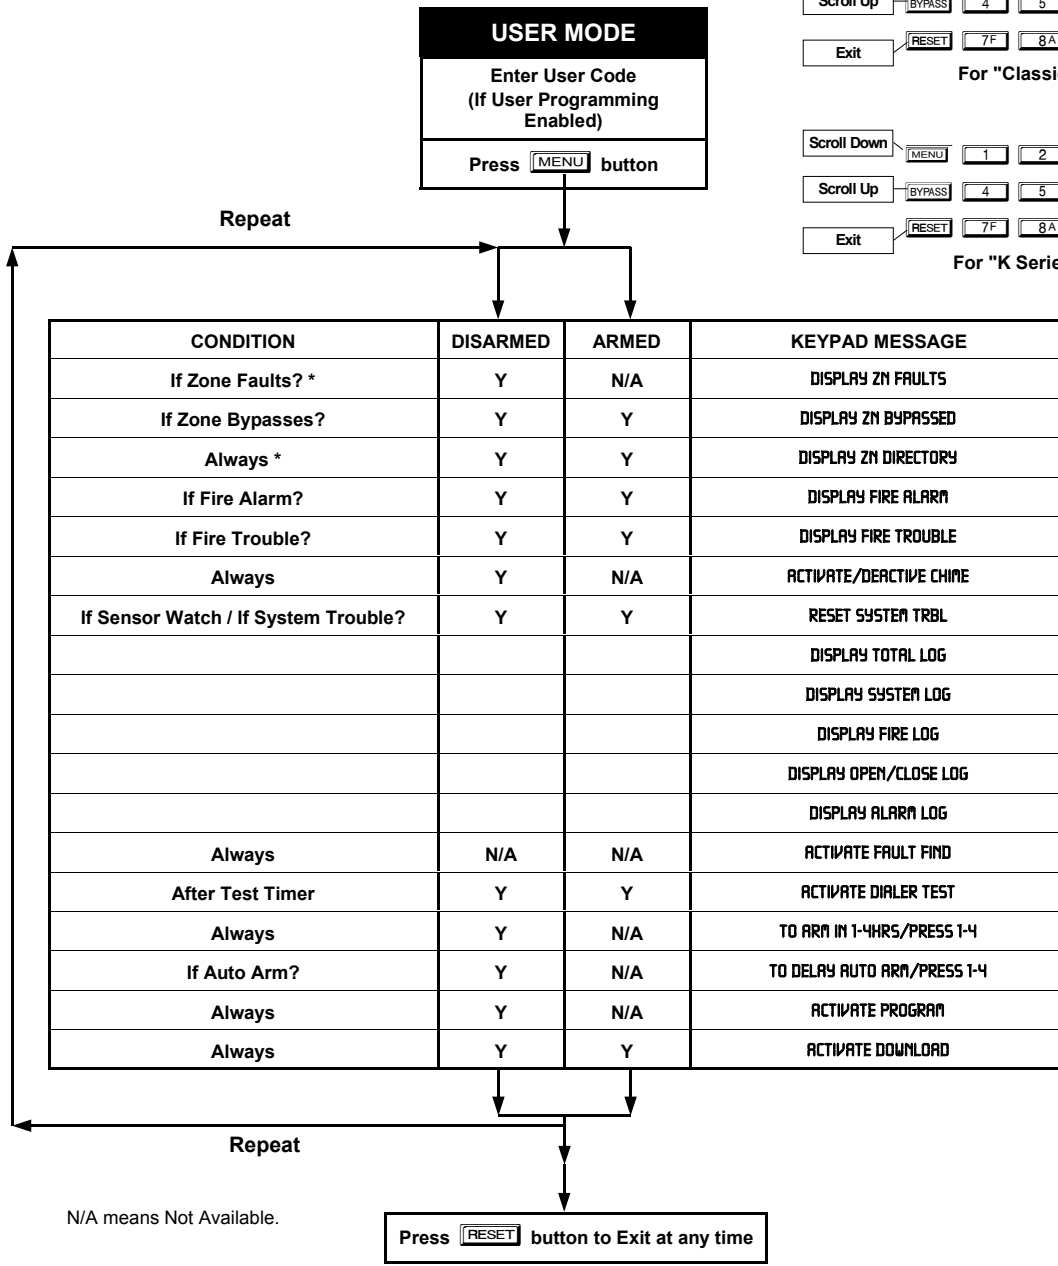 USER MODE
Enter User Code
(If User Programming
Enabled)
Press MENU button
Scroll Up BYPASS 4 5
Exit RESET 7F 8A
Scroll Down MENU 1 2
Scroll Up BYPASS 4 5
Exit RESET 7F 8A
Repeat
CONDITION DISARMED ARMED KEYPAD MESSAGE
If Zone Faults? * Y N/A DISPLAY ZN FAULTS
If Zone Bypasses? Y Y DISPLAY ZN BYPASSED
Always * Y Y DISPLAY ZN DIRECTORY
If Fire Alarm? Y Y DISPLAY FIRE ALARM
If Fire Trouble? Y Y DISPLAY FIRE TROUBLE
Always Y N/A ACTIVATE/DEACTIVE CHIME
If Sensor Watch / If System Trouble? Y Y RESET SYSTEM TRBL
DISPLAY TOTAL LOG
DISPLAY SYSTEM LOG
DISPLAY FIRE LOG
DISPLAY OPEN/CLOSE LOG
DISPLAY ALARM LOG
Always N/A N/A ACTIVATE FAULT FIND
After Test Timer Y Y ACTIVATE DIALER TEST
Always Y N/A TO ARM IN 1-4HRS/PRESS 1-4
If Auto Arm? Y N/A TO DELAY AUTO ARM/PRESS 1-4
Always Y N/A ACTIVATE PROGRAM
Always Y Y ACTIVATE DOWNLOAD
Repeat
N/A means Not Available.
Press RESET button to Exit at any time
For "Classi
For "K Serie